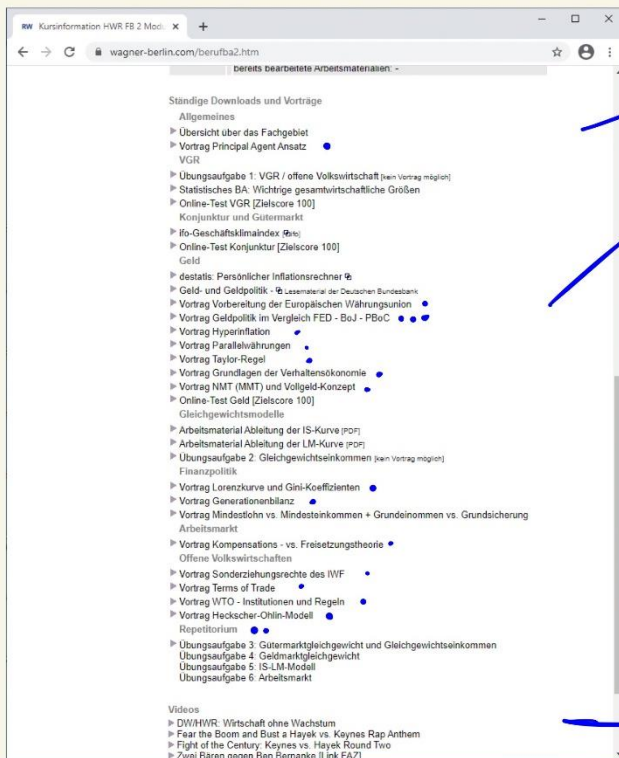 RW Kursinformation HWR FB 2 Modu
wagner-berlin.com/berufba2.htm
bereits bearbeitete Arbeitsmaterialien: -
Ständige Downloads und Vorträge
Allgemeines
Übersicht über das Fachgebiet
Vortrag Principal Agent Ansatz
VGR
Übungsaufgabe 1: VGR / offene Volkswirtschaft [kein Vortrag möglich]
Statistisches BA: Wichtrige gesamtwirtschaftliche Größen
Online-Test VGR [Zielscore 100]
Konjunktur und Gütermarkt
ifo-Geschäftsklimaindex
Online-Test Konjunktur [Zielscore 100]
Geld
destatis: Persönlicher Inflationsrechner
Geld- und Geldpolitik - Lesematerial der Deutschen Bundesbank
Vortrag Vorbereitung der Europäischen Währungsunion
Vortrag Geldpolitik im Vergleich FED - BoJ - PBoC
Vortrag Hyperinflation
Vortrag Parallelwährungen
Vortrag Taylor-Regel
Vortrag Grundlagen der Verhaltensökonomie
Vortrag NMT (MMT) und Vollgeld-Konzept
Online-Test Geld [Zielscore 100]
Gleichgewichtsmodelle
Arbeitsmaterial Ableitung der IS-Kurve [PDF]
Arbeitsmaterial Ableitung der LM-Kurve [PDF]
Übungsaufgabe 2: Gleichgewichtseinkommen [kein Vortrag möglich]
Finanzpolitik
Vortrag Lorenzkurve und Gini-Koeffizienten
Vortrag Generationenbilanz
Vortrag Mindestlohn vs. Mindesteinkommen + Grundeinommen vs. Grundsicherung
Arbeitsmarkt
Vortrag Kompensations - vs. Freisetzungstheorie
Offene Volkswirtschaften
Vortrag Sonderziehungsrechte des IWF
Vortrag Terms of Trade
Vortrag WTO - Institutionen und Regeln
Vortrag Heckscher-Ohlin-Modell
Repetitorium
Übungsaufgabe 3: Gütermarktgleichgewicht und Gleichgewichtseinkommen
Übungsaufgabe 4: Geldmarktgleichgewicht
Übungsaufgabe 5: IS-LM-Modell
Übungsaufgabe 6: Arbeitsmarkt
Videos
DW/HWR: Wirtschaft ohne Wachstum
Fear the Boom and Bust a Hayek vs. Keynes Rap Anthem
Fight of the Century: Keynes vs. Hayek Round Two
Zwei Bären gegen Ben Bernanke [Link FAZ]